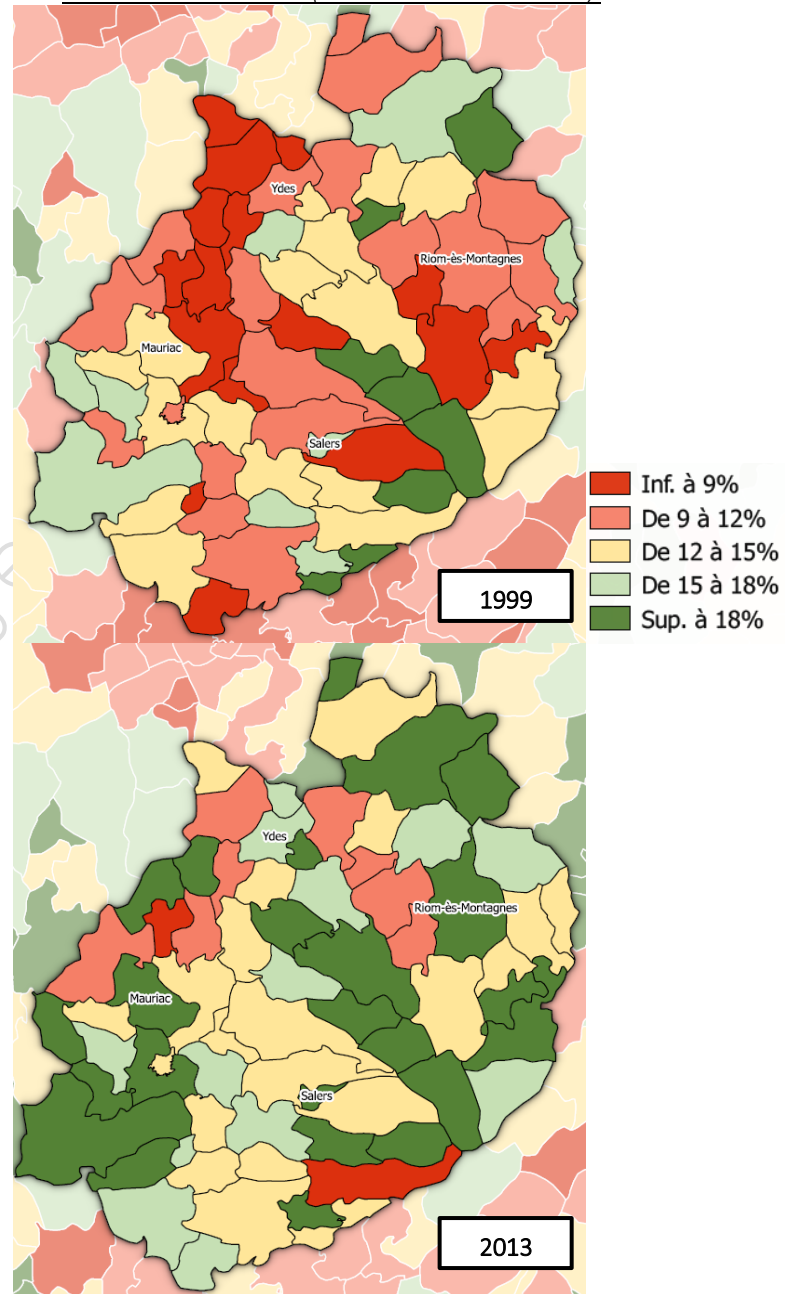 Ydes
Riom-ès-Montagnes
Mauriac
Salers
1999
Inf. à 9%
De 9 à 12%
De 12 à 15%
De 15 à 18%
Sup. à 18%
Ydes
Riom-ès-Montagnes
Mauriac
Salers
2013